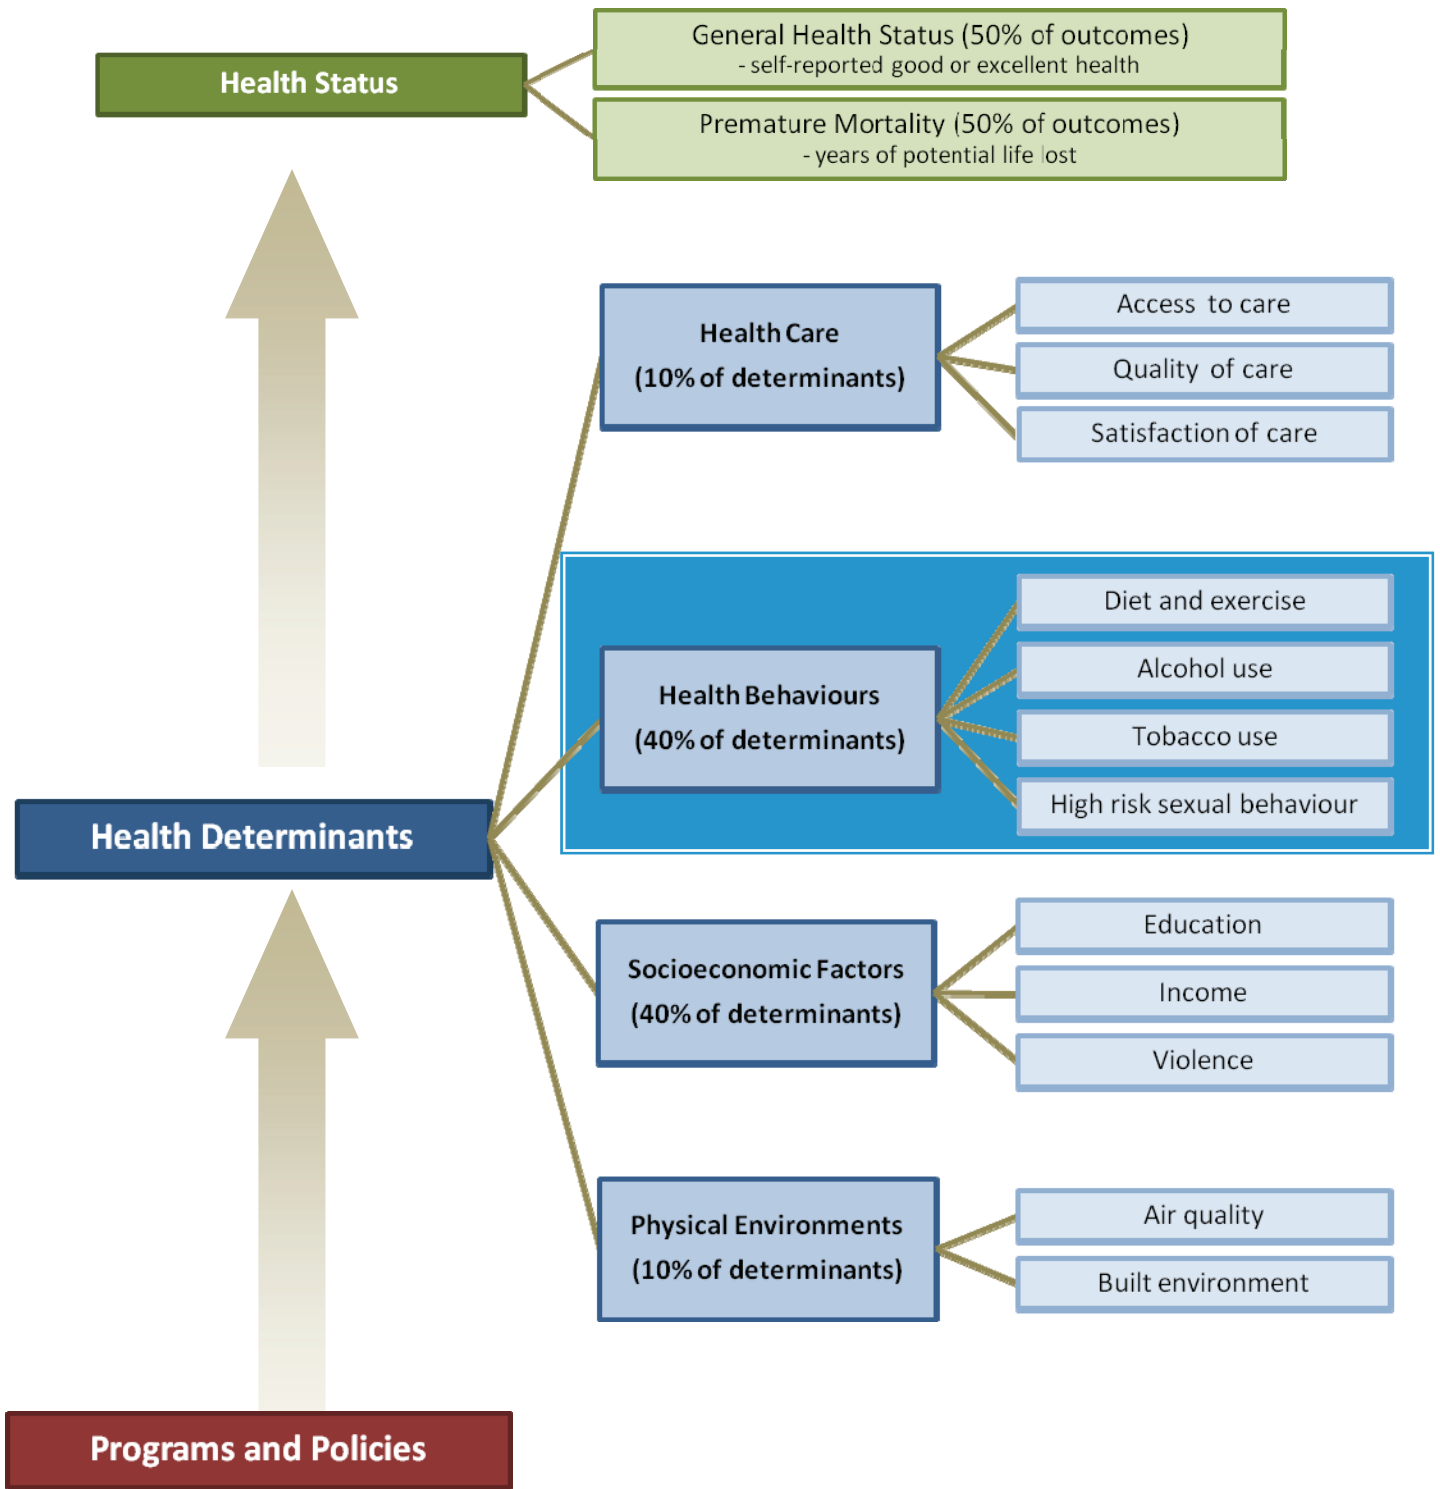 Health Status
General Health Status (50% of outcomes)
- self-reported good or excellent health
Premature Mortality (50% of outcomes)
- years of potential life lost
Health Care
(10% of determinants)
Access to care
Quality of care
Satisfaction of care
Health Behaviours
(40% of determinants)
Diet and exercise
Alcohol use
Tobacco use
High risk sexual behaviour
Health Determinants
Socioeconomic Factors
(40% of determinants)
Education
Income
Violence
Physical Environments
(10% of determinants)
Air quality
Built environment
Programs and Policies